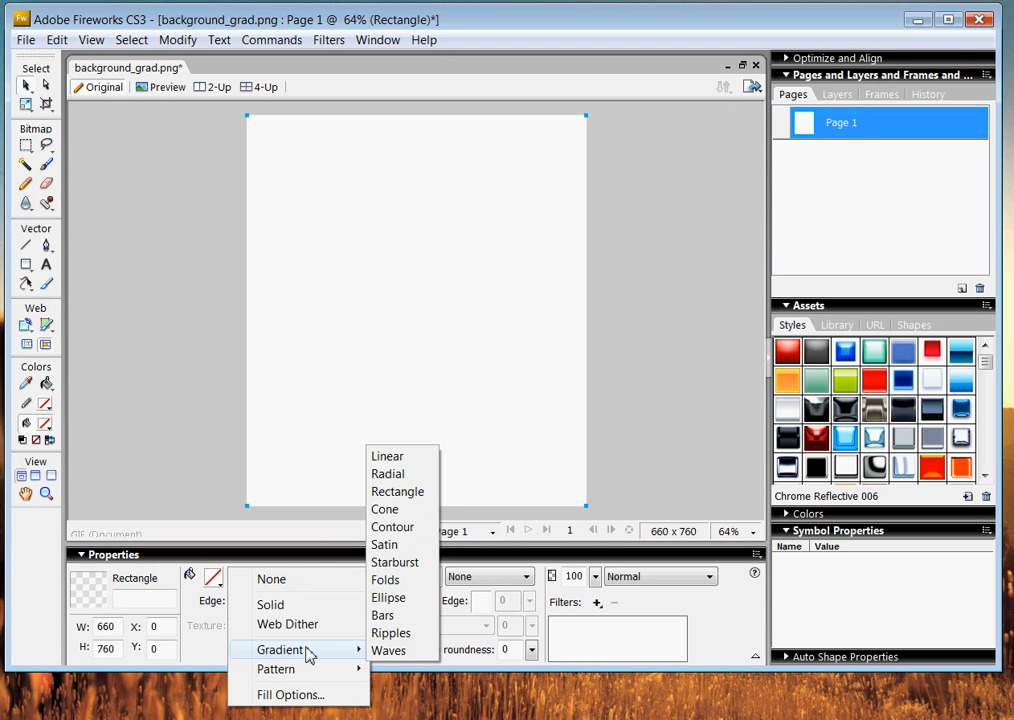 Fw Adobe Fireworks CS3 - [background_grad.png : Page 1 @ 64% (Rectangle)*]
File Edit View Select Modify Text Commands Filters Window Help
Select
Bitmap
Vector
Web
Colors
View
background_grad.png*
Original Preview 2-Up 4-Up
GIF (Document)
Page 1 1 660 x 760 64%
Optimize and Align
Pages and Layers and Frames and ...
Pages Layers Frames History
Page 1
Assets
Styles Library URL Shapes
Chrome Reflective 006
Colors
Symbol Properties
Name Value
Auto Shape Properties
Properties
Rectangle
W: 660 X: 0
H: 760 Y: 0
Edge:
Texture:
None
Solid
Web Dither
Gradient
Pattern
Fill Options...
Linear
Radial
Rectangle
Cone
Contour
Satin
Starburst
Folds
Ellipse
Bars
Ripples
Waves
None
Edge: 0
0
roundness: 0
100 Normal
Filters: + -
?